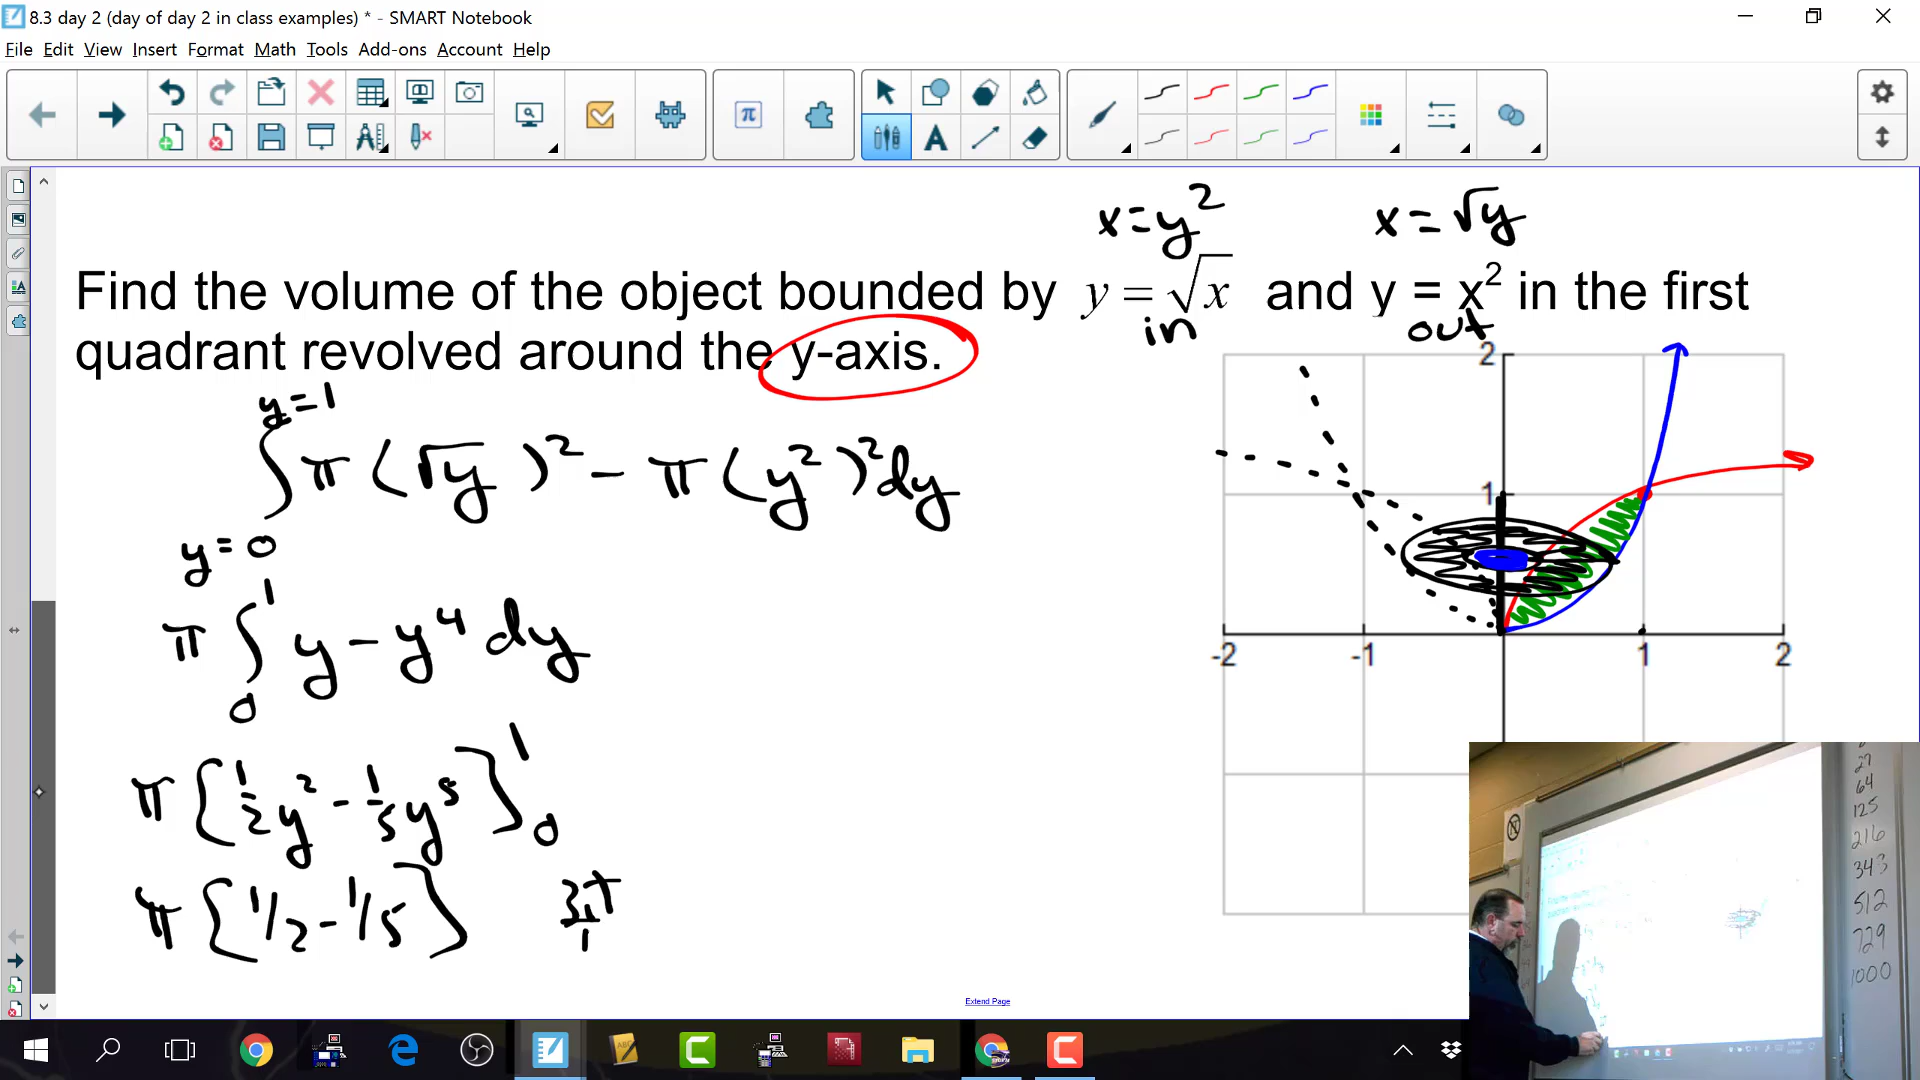 8.3 day 2 (day of day 2 in class examples) * - SMART Notebook
File Edit View Insert Format Math Tools Add-ons Account Help
x=y² x=√y
Find the volume of the object bounded by y = √x and y = x² in the first
in out
quadrant revolved around the y-axis.
y=1
∫π(√y)² - π(y²)²dy
y=0
π∫₀¹ y - y⁴ dy
π[½y² - ⅕y⁵]₀¹
π[1/2 - 1/5]
3π
1
2
1
-2 -1 1 2
Extend Page
27
64
125
216
343
512
729
1000